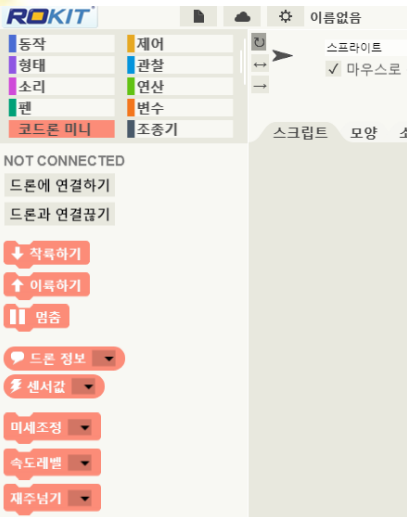 ROKIT
이름없음
동작 제어
형태 관찰
소리 연산
펜 변수
코드론 미니 조종기
스프라이트
마우스로
스크립트 모양
NOT CONNECTED
드론에 연결하기
드론과 연결끊기
착륙하기
이륙하기
멈춤
드론 정보
센서값
미세조정
속도레벨
재주넘기